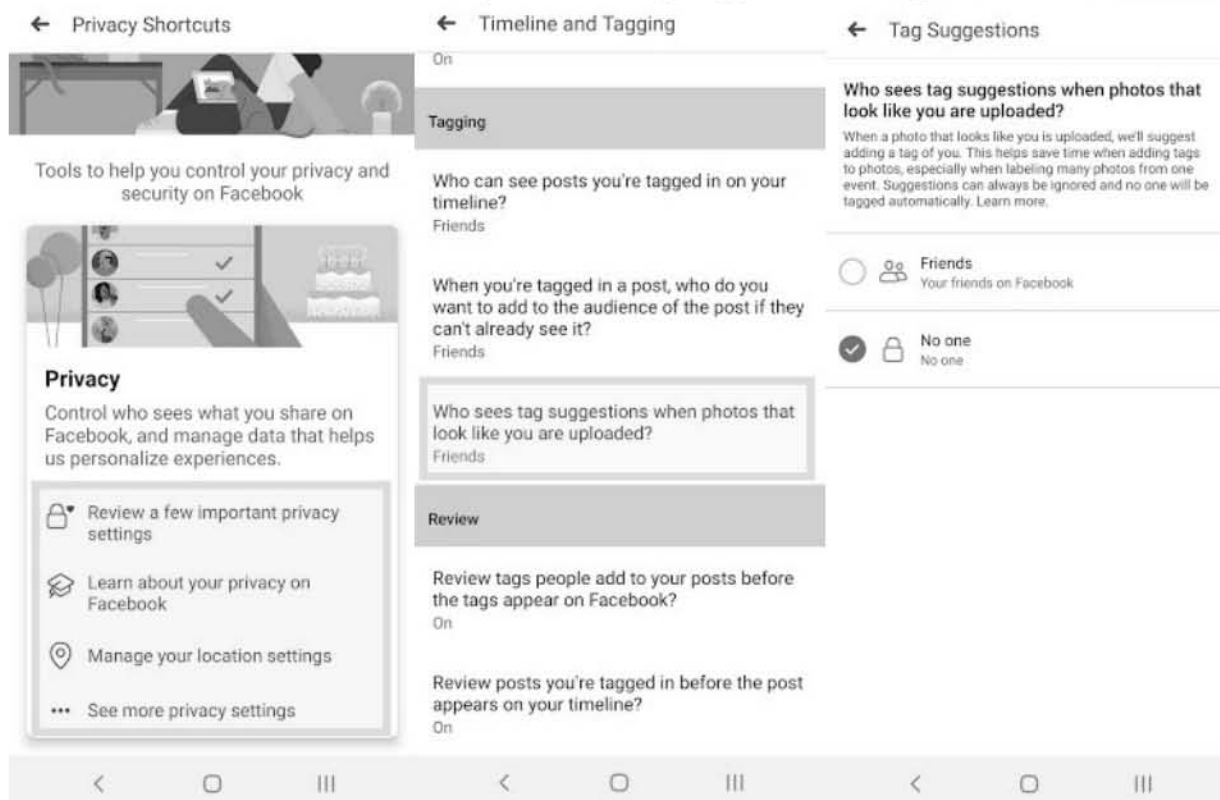 Privacy Shortcuts
Tools to help you control your privacy and
security on Facebook
Privacy
Control who sees what you share on
Facebook, and manage data that helps
us personalize experiences.
Review a few important privacy
settings
Learn about your privacy on
Facebook
Manage your location settings
See more privacy settings
Timeline and Tagging
On
Tagging
Who can see posts you're tagged in on your
timeline?
Friends
When you're tagged in a post, who do you
want to add to the audience of the post if they
can't already see it?
Friends
Who sees tag suggestions when photos that
look like you are uploaded?
Friends
Review
Review tags people add to your posts before
the tags appear on Facebook?
On
Review posts you're tagged in before the post
appears on your timeline?
On
Tag Suggestions
Who sees tag suggestions when photos that
look like you are uploaded?
When a photo that looks like you is uploaded, we'll suggest
adding a tag of you. This helps save time when adding tags
to photos, especially when labeling many photos from one
event. Suggestions can always be ignored and no one will be
tagged automatically. Learn more.
Friends
Your friends on Facebook
No one
No one